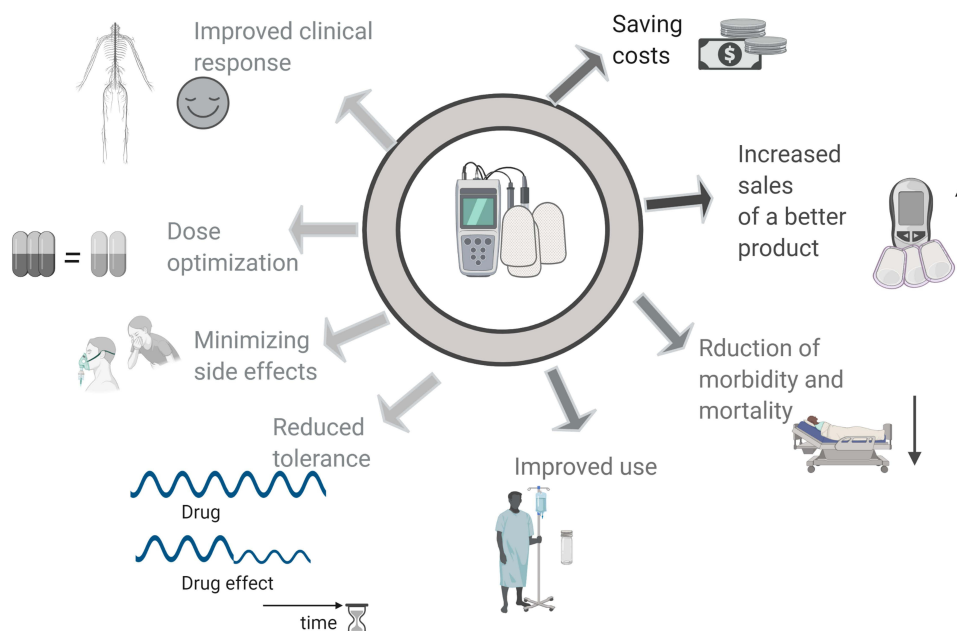 Improved clinical
response
Saving
costs
Increased
sales
of a better
product
Dose
optimization
=
Minimizing
side effects
Rduction of
morbidity and
mortality
Reduced
tolerance
Improved use
Drug
Drug effect
time
$